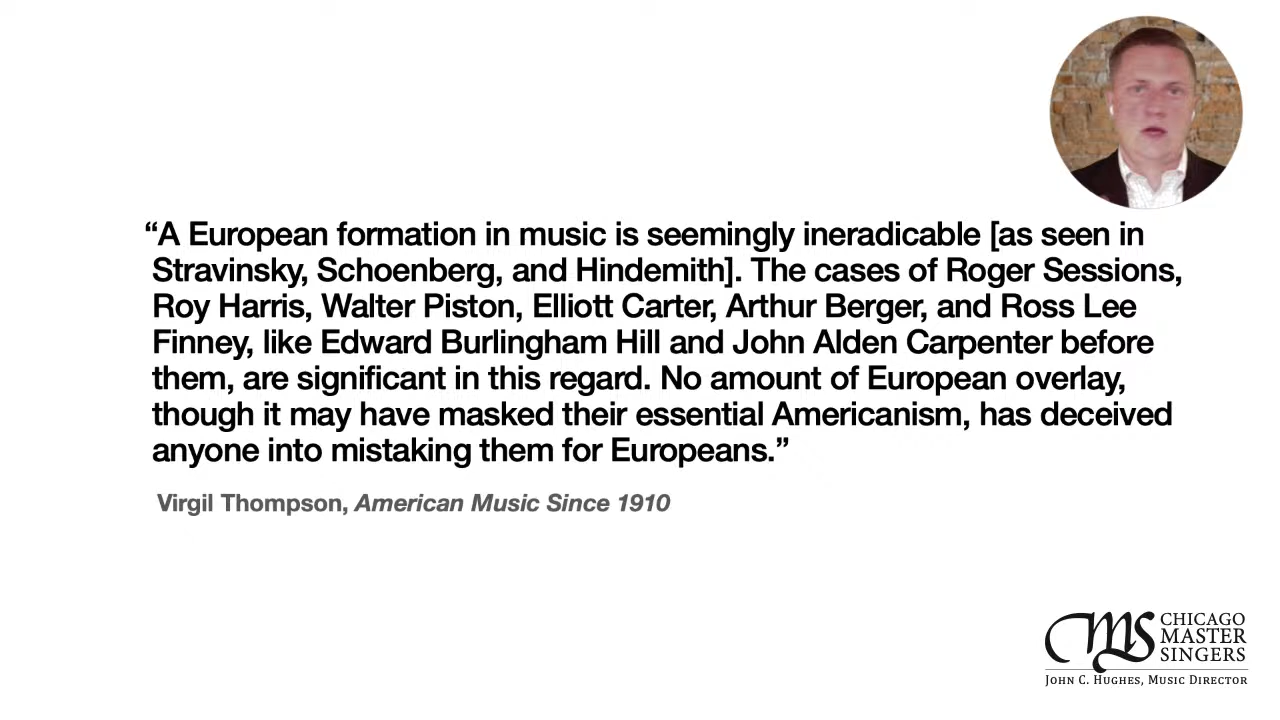 “A European formation in music is seemingly ineradicable [as seen in
Stravinsky, Schoenberg, and Hindemith]. The cases of Roger Sessions,
Roy Harris, Walter Piston, Elliott Carter, Arthur Berger, and Ross Lee
Finney, like Edward Burlingham Hill and John Alden Carpenter before
them, are significant in this regard. No amount of European overlay,
though it may have masked their essential Americanism, has deceived
anyone into mistaking them for Europeans.”
Virgil Thompson, American Music Since 1910
CMS CHICAGO
MASTER
SINGERS
John C. Hughes, Music Director